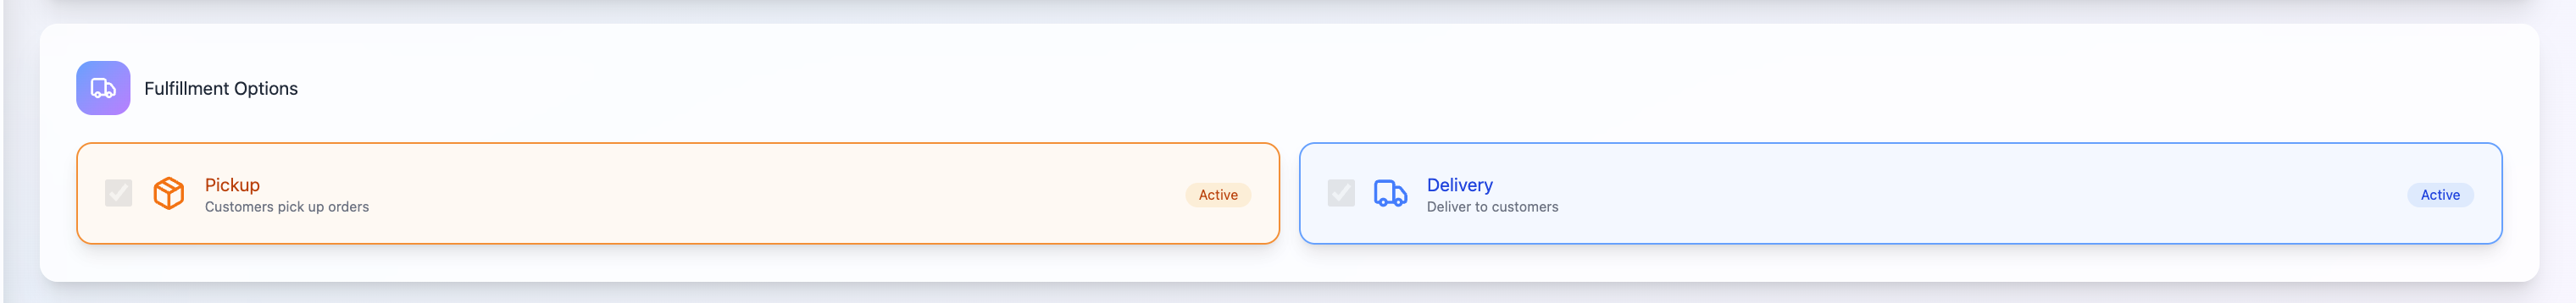 Fulfillment Options
Pickup
Customers pick up orders
Active
Delivery
Deliver to customers
Active